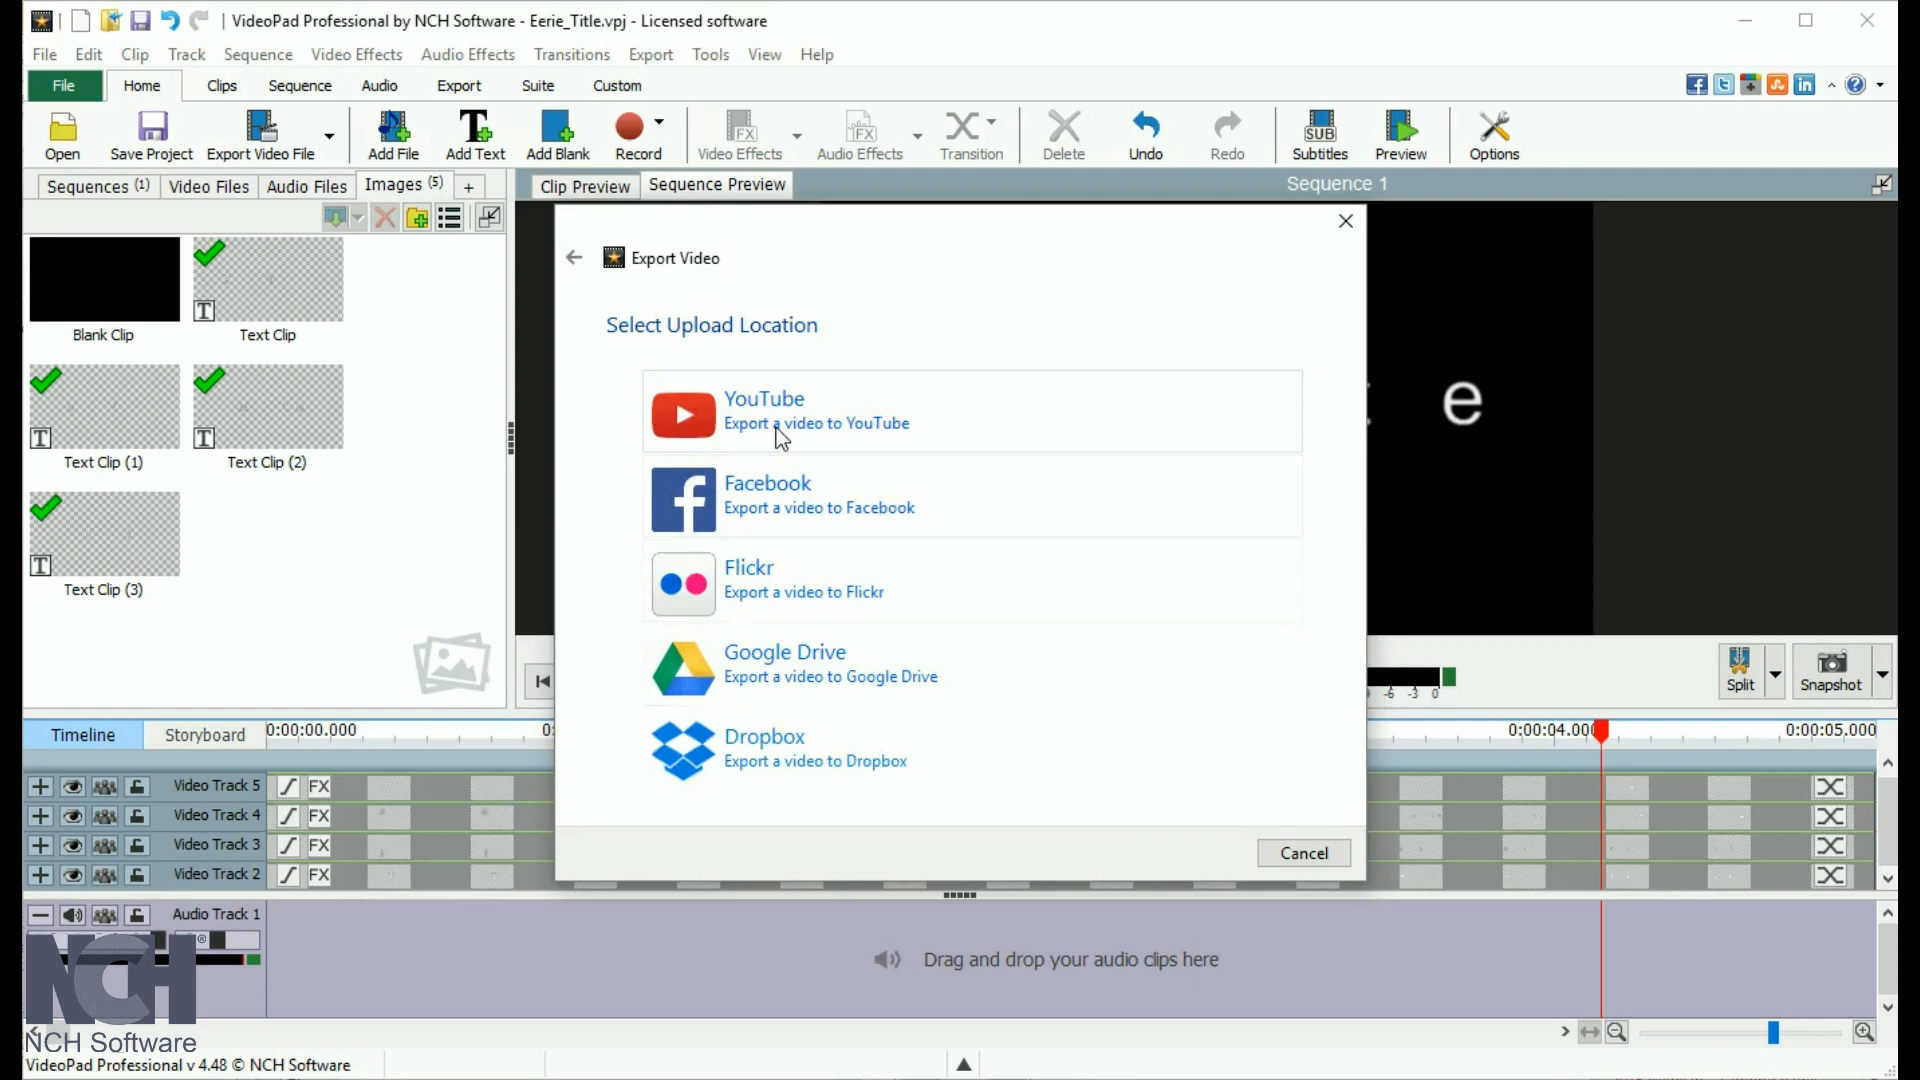 VideoPad Professional by NCH Software - Eerie_Title.vpj - Licensed software
File Edit Clip Track Sequence Video Effects Audio Effects Transitions Export Tools View Help
File Home Clips Sequence Audio Export Suite Custom
Open Save Project Export Video File Add File Add Text Add Blank Record Video Effects Audio Effects Transition Delete Undo Redo Subtitles Preview Options
Sequences (1) Video Files Audio Files Images (5) +
Clip Preview Sequence Preview Sequence 1
Blank Clip Text Clip
Text Clip (1) Text Clip (2)
Text Clip (3)
Export Video
Select Upload Location
YouTube
Export a video to YouTube
Facebook
Export a video to Facebook
Flickr
Export a video to Flickr
Google Drive
Export a video to Google Drive
Dropbox
Export a video to Dropbox
Cancel
e
-6 -3 0
Split Snapshot
Timeline Storyboard 0:00:00.000 0:00:04.000 0:00:05.000
Video Track 5 FX
Video Track 4 FX
Video Track 3 FX
Video Track 2 FX
Audio Track 1
Drag and drop your audio clips here
NCH
NCH Software
VideoPad Professional v 4.48 © NCH Software